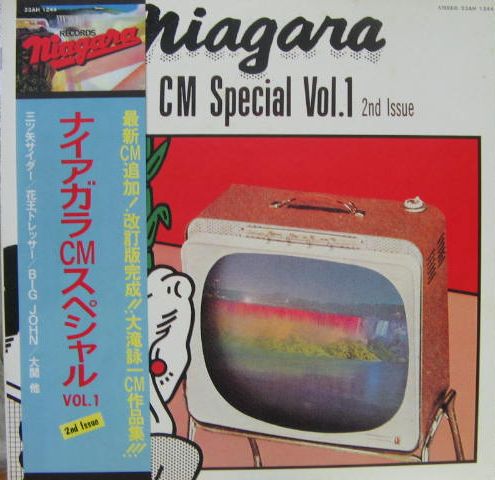 23AH 1244
RECORDS
Niagara
最新CM追加!改訂版完成!!大滝詠一CM作品集!!!
ナイアガラCMスペシャル
VOL.1
2nd Issue
三ツ矢サイダー/花王ドレッサー/BIG JOHN/大関 他
STEREO 23AH 1244
Niagara
CM Special Vol.1 2nd Issue